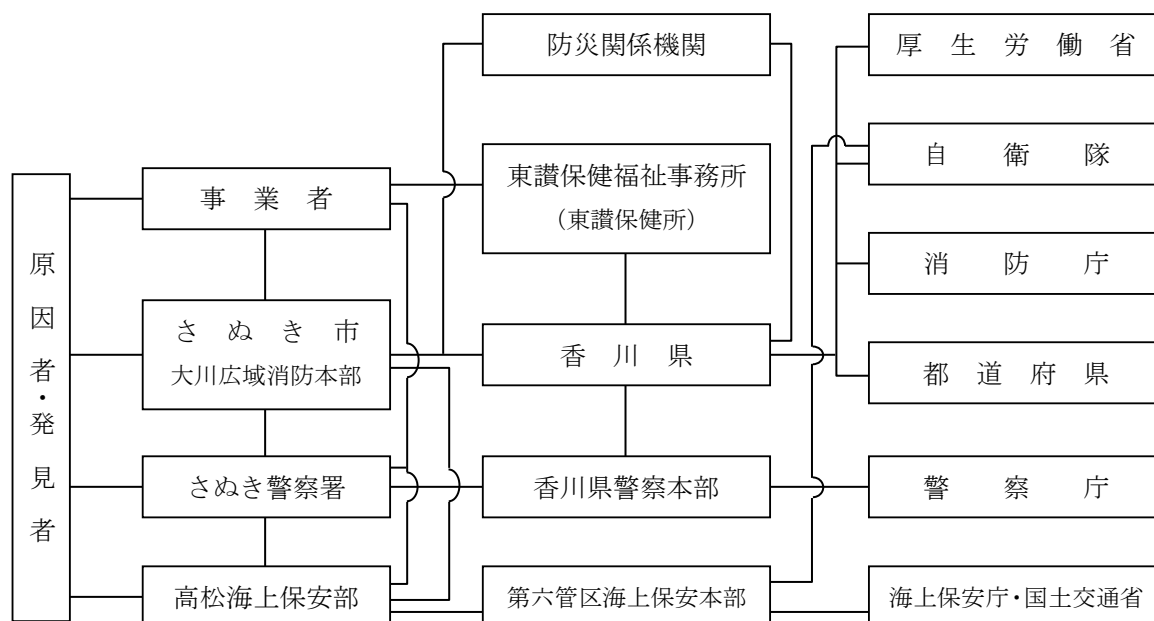 原因者・発見者
事業者
さぬき市
大川広域消防本部
さぬき警察署
高松海上保安部
防災関係機関
東讃保健福祉事務所
（東讃保健所）
香川県
香川県警察本部
第六管区海上保安本部
厚生労働省
自衛隊
消防庁
都道府県
警察庁
海上保安庁・国土交通省